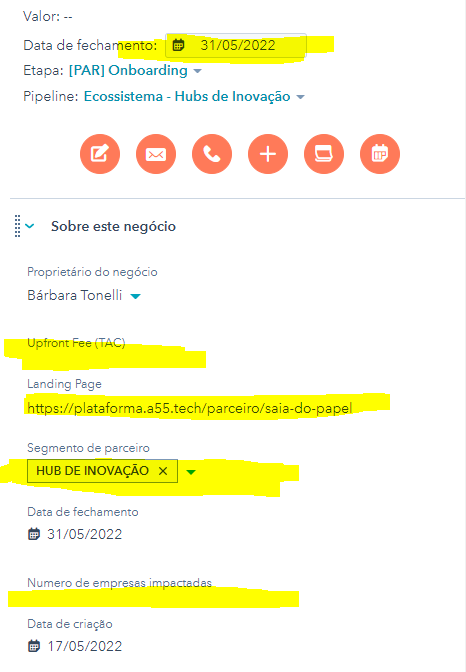 Valor: --
Data de fechamento: 31/05/2022
Etapa: [PAR] Onboarding
Pipeline: Ecossistema - Hubs de Inovação
Sobre este negócio
Proprietário do negócio
Bárbara Tonelli
Upfront Fee (TAC)
Landing Page
https://plataforma.a55.tech/parceiro/saia-do-papel
Segmento de parceiro
HUB DE INOVAÇÃO ×
Data de fechamento
31/05/2022
Numero de empresas impactadas
Data de criação
17/05/2022